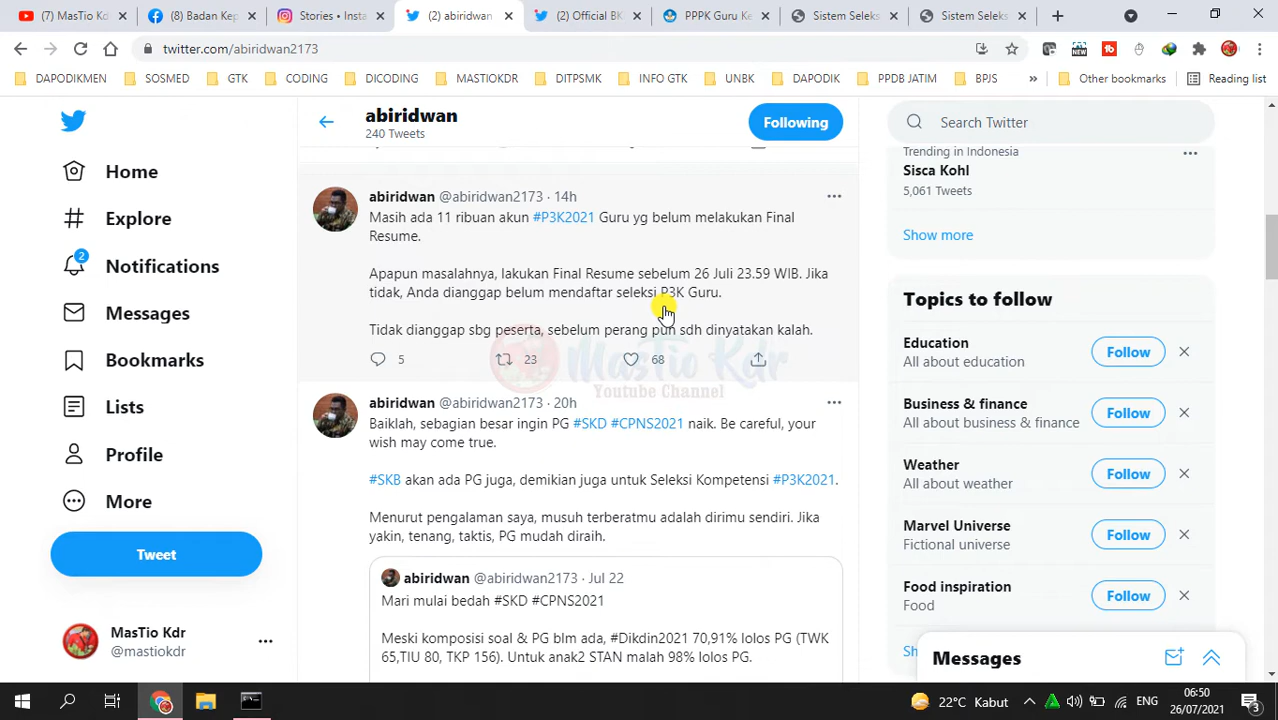 (7) MasTio Kd
(8) Badan Kep
Stories • Insta
(2) abiridwan
(2) Official BK
PPPK Guru Ke
Sistem Seleks
Sistem Seleks
twitter.com/abiridwan2173
DAPODIKMEN
SOSMED
GTK
CODING
DICODING
MASTIOKDR
DITPSMK
INFO GTK
UNBK
DAPODIK
PPDB JATIM
BPJS
»
Other bookmarks
Reading list
Home
Explore
2
Notifications
Messages
Bookmarks
Lists
Profile
More
Tweet
MasTio Kdr
@mastiokdr
abiridwan
240 Tweets
Following
abiridwan @abiridwan2173 · 14h
Masih ada 11 ribuan akun #P3K2021 Guru yg belum melakukan Final
Resume.
Apapun masalahnya, lakukan Final Resume sebelum 26 Juli 23.59 WIB. Jika
tidak, Anda dianggap belum mendaftar seleksi P3K Guru.
Tidak dianggap sbg peserta, sebelum perang pun sdh dinyatakan kalah.
5 23 68
MasTio Kdr
Youtube Channel
abiridwan @abiridwan2173 · 20h
Baiklah, sebagian besar ingin PG #SKD #CPNS2021 naik. Be careful, your
wish may come true.
#SKB akan ada PG juga, demikian juga untuk Seleksi Kompetensi #P3K2021.
Menurut pengalaman saya, musuh terberatmu adalah dirimu sendiri. Jika
yakin, tenang, taktis, PG mudah diraih.
abiridwan @abiridwan2173 · Jul 22
Mari mulai bedah #SKD #CPNS2021
Meski komposisi soal & PG blm ada, #Dikdin2021 70,91% lolos PG (TWK
65,TIU 80, TKP 156). Untuk anak2 STAN malah 98% lolos PG.
Search Twitter
Trending in Indonesia
Sisca Kohl
5,061 Tweets
Show more
Topics to follow
Education
All about education
Follow
Business & finance
All about business & finance
Follow
Weather
All about weather
Follow
Marvel Universe
Fictional universe
Follow
Food inspiration
Food
Follow
Sh
Messages
22°C Kabut
ENG
06:50
26/07/2021
3